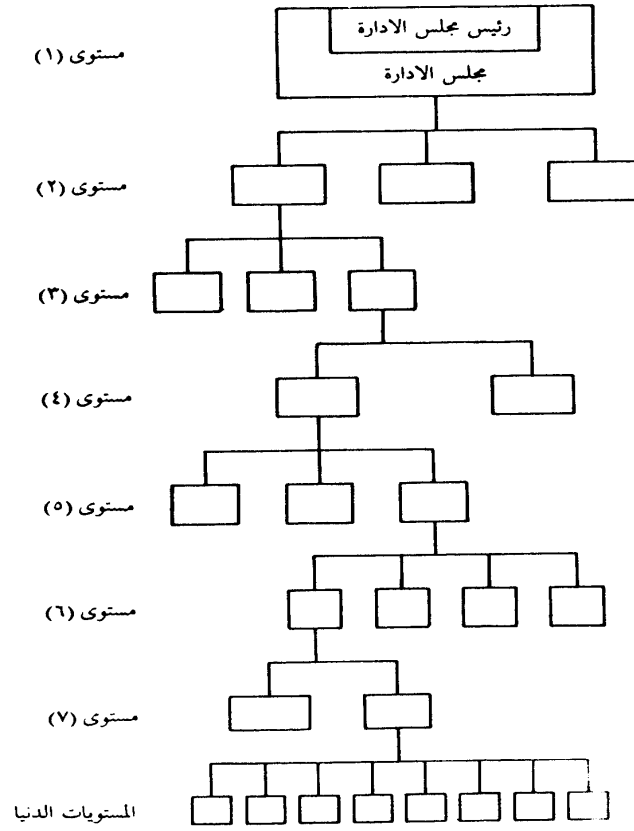 رئيس مجلس الادارة
مستوى (١)
مجلس الادارة
مستوى (٢)
مستوى (٣)
مستوى (٤)
مستوى (٥)
مستوى (٦)
مستوى (٧)
المستويات الدنيا